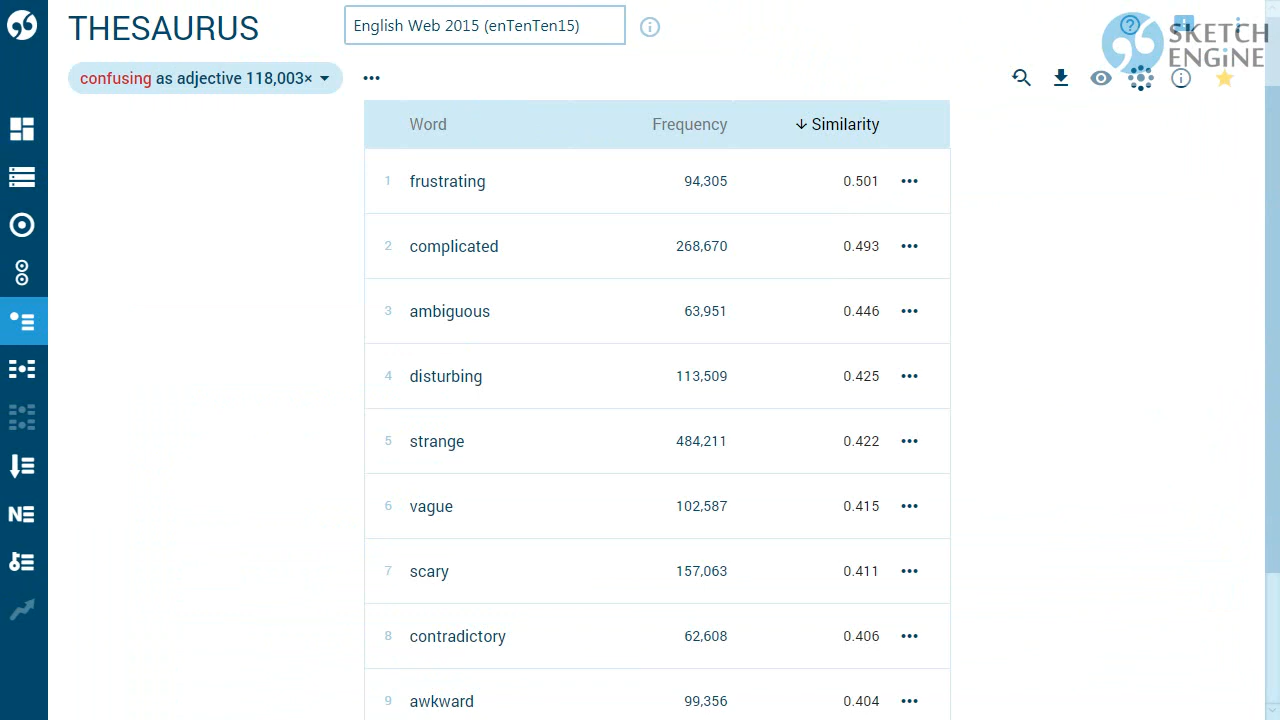 THESAURUS
English Web 2015 (enTenTen15)
SKETCH
ENGINE
confusing as adjective 118,003×
Word Frequency Similarity
1 frustrating 94,305 0.501
2 complicated 268,670 0.493
3 ambiguous 63,951 0.446
4 disturbing 113,509 0.425
5 strange 484,211 0.422
6 vague 102,587 0.415
7 scary 157,063 0.411
8 contradictory 62,608 0.406
9 awkward 99,356 0.404